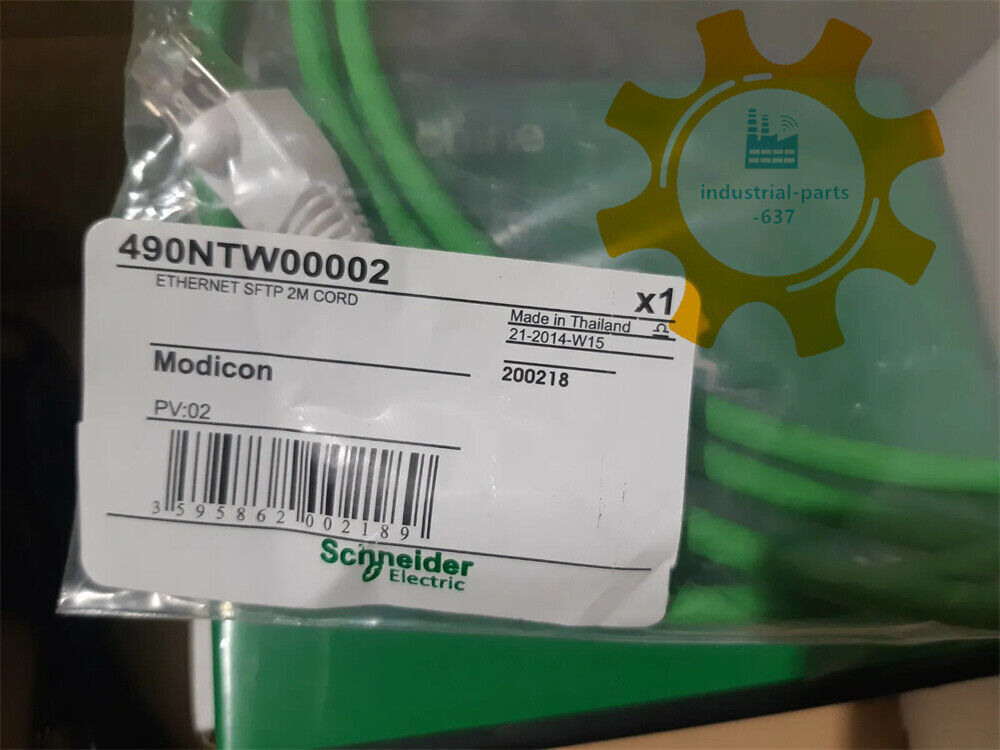 industrial-parts
-637
490NTW00002
ETHERNET SFTP 2M CORD
x1
Made in Thailand
21-2014-W15
200218
Modicon
PV:02
3 595862 002189
Schneider
Electric